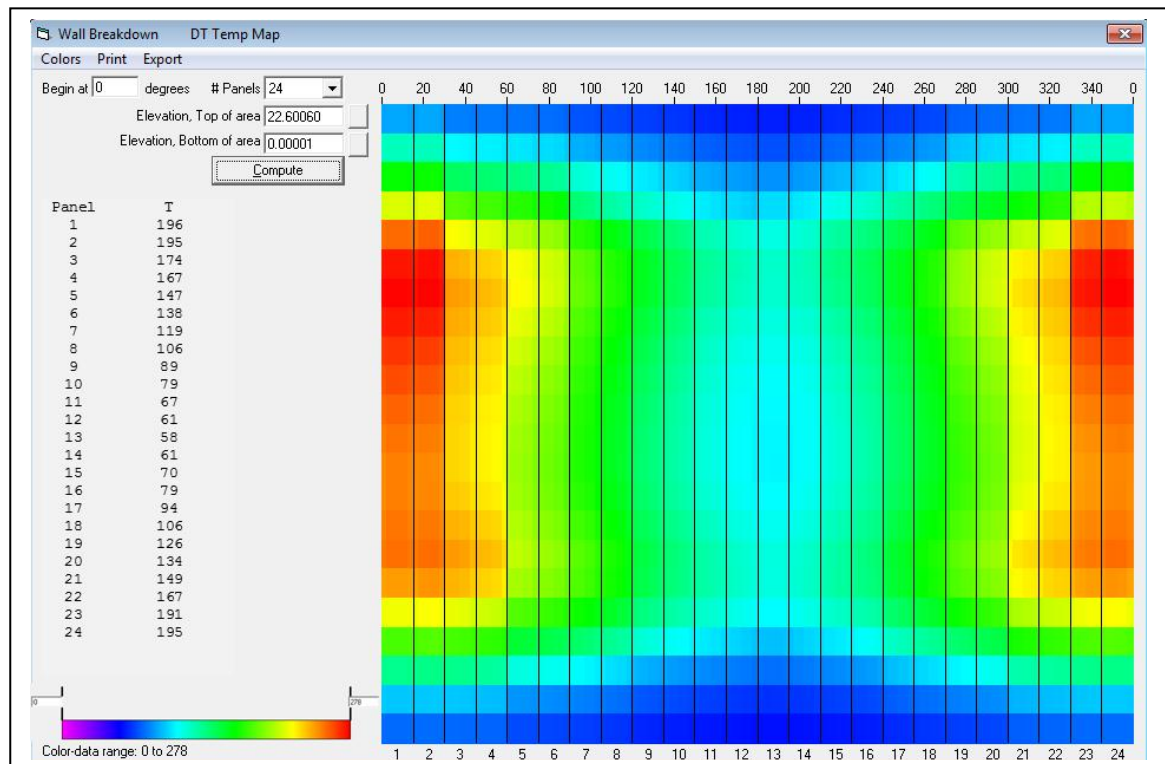 Wall Breakdown DT Temp Map
Colors Print Export
Begin at 0 degrees # Panels 24
Elevation, Top of area 22.60060
Elevation, Bottom of area 0.00001
Compute
Panel T
1 196
2 195
3 174
4 167
5 147
6 138
7 119
8 106
9 89
10 79
11 67
12 61
13 58
14 61
15 70
16 79
17 94
18 106
19 126
20 134
21 149
22 167
23 191
24 195
0 278
Color-data range: 0 to 278
0 20 40 60 80 100 120 140 160 180 200 220 240 260 280 300 320 340 0
1 2 3 4 5 6 7 8 9 10 11 12 13 14 15 16 17 18 19 20 21 22 23 24